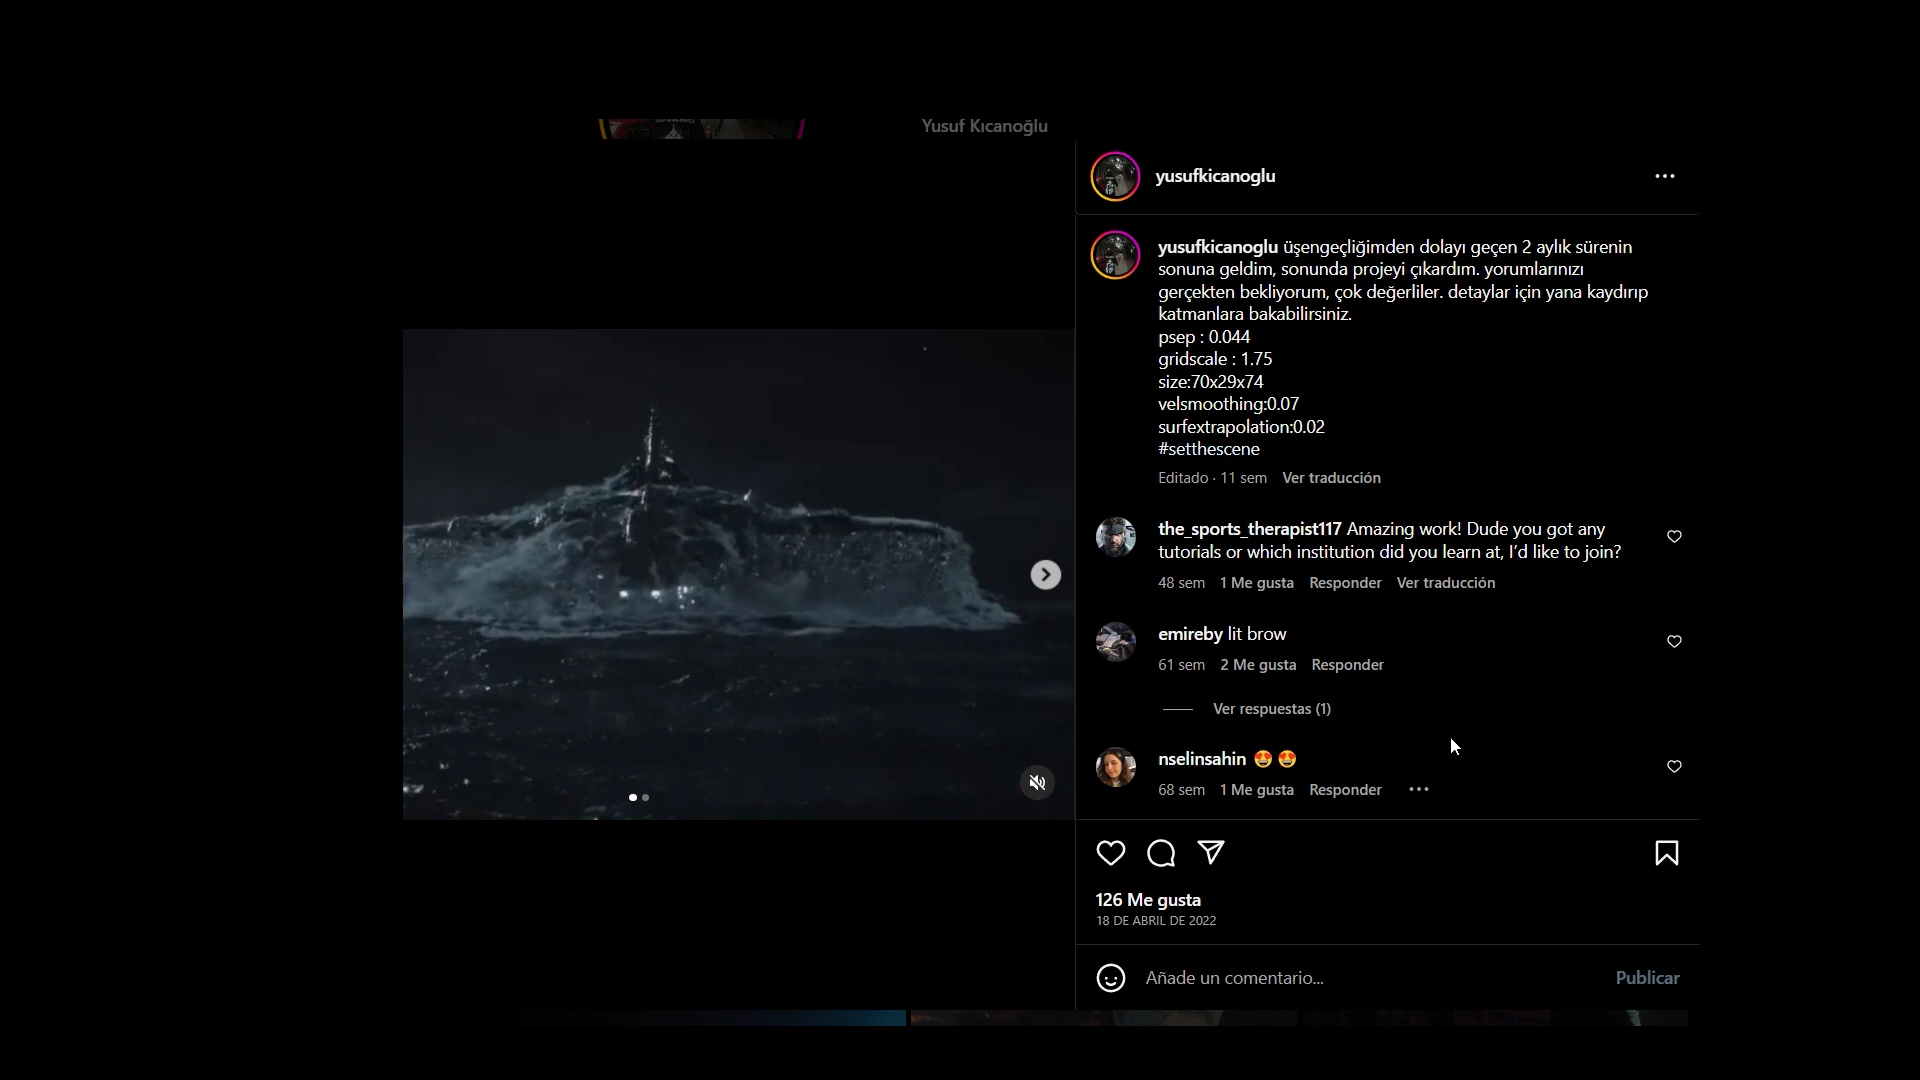 Yusuf Kıcanoğlu
yusufkicanoglu
yusufkicanoglu üşengeçliğimden dolayı geçen 2 aylık sürenin
sonuna geldim, sonunda projeyi çıkardım. yorumlarınızı
gerçekten bekliyorum, çok değerliler. detaylar için yana kaydırıp
katmanlara bakabilirsiniz.
psep : 0.044
gridscale : 1.75
size:70x29x74
velsmoothing:0.07
surfextrapolation:0.02
#setthescene
Editado · 11 sem Ver traducción
the_sports_therapist117 Amazing work! Dude you got any
tutorials or which institution did you learn at, I'd like to join?
48 sem 1 Me gusta Responder Ver traducción
emireby lit brow
61 sem 2 Me gusta Responder
Ver respuestas (1)
nselinsahin 😍😍
68 sem 1 Me gusta Responder
126 Me gusta
18 DE ABRIL DE 2022
Añade un comentario...
Publicar